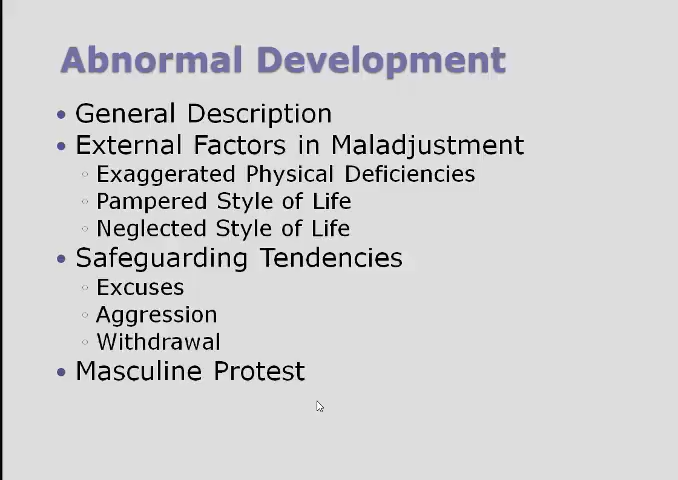 Abnormal Development
• General Description
• External Factors in Maladjustment
◦ Exaggerated Physical Deficiencies
◦ Pampered Style of Life
◦ Neglected Style of Life
• Safeguarding Tendencies
◦ Excuses
◦ Aggression
◦ Withdrawal
• Masculine Protest